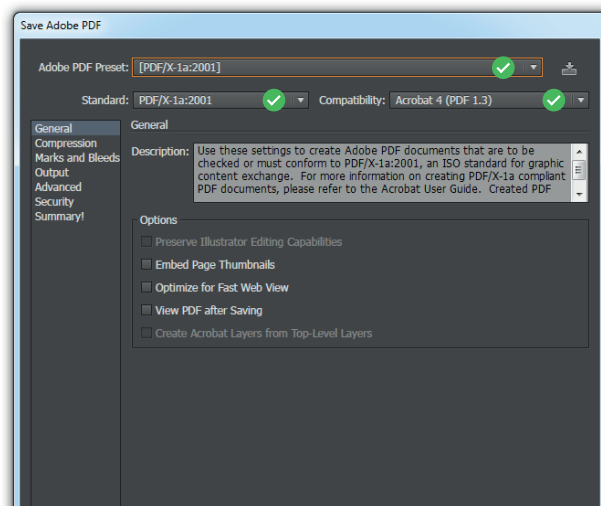 Save Adobe PDF
Adobe PDF Preset: [PDF/X-1a:2001]
Standard: PDF/X-1a:2001 Compatibility: Acrobat 4 (PDF 1.3)
General
Compression
Marks and Bleeds
Output
Advanced
Security
Summary!
General
Description: Use these settings to create Adobe PDF documents that are to be
checked or must conform to PDF/X-1a:2001, an ISO standard for graphic
content exchange. For more information on creating PDF/X-1a compliant
PDF documents, please refer to the Acrobat User Guide. Created PDF
Options
Preserve Illustrator Editing Capabilities
Embed Page Thumbnails
Optimize for Fast Web View
View PDF after Saving
Create Acrobat Layers from Top-Level Layers